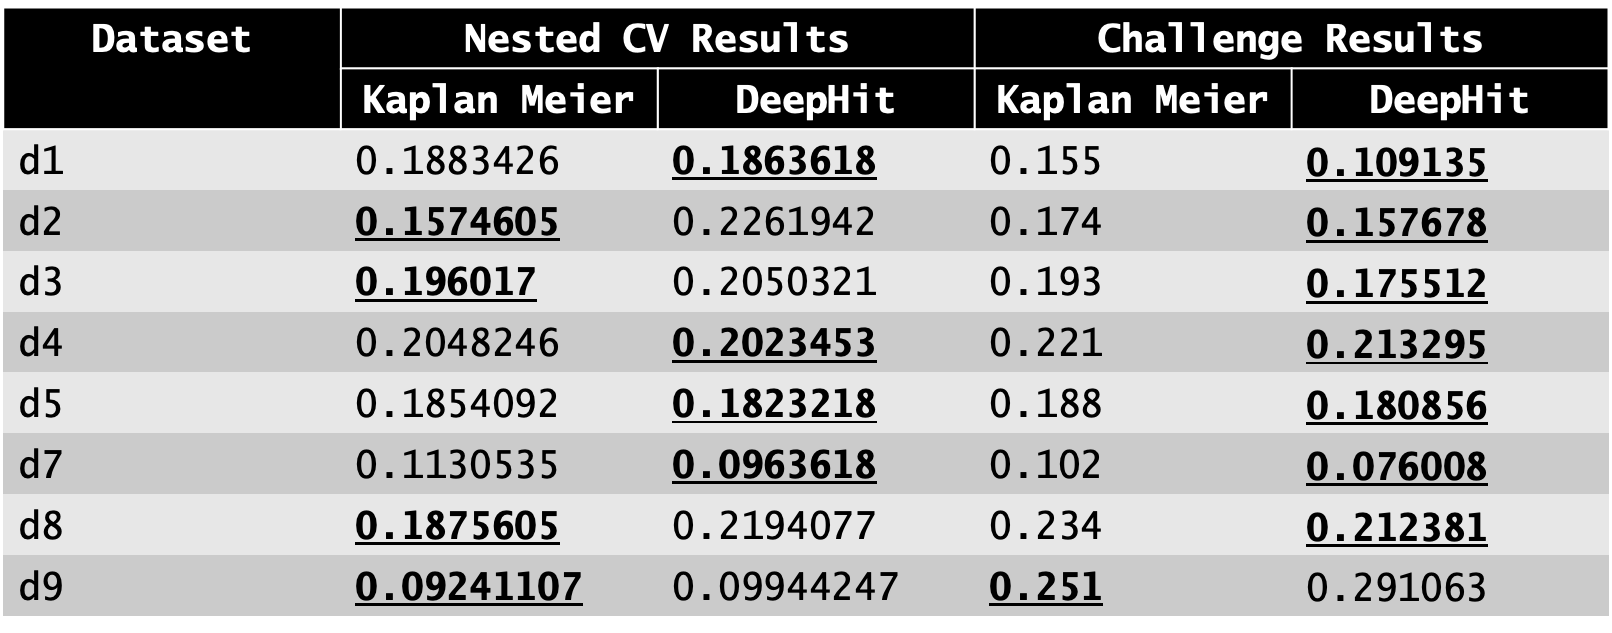 Dataset Nested CV Results Challenge Results
Kaplan Meier DeepHit Kaplan Meier DeepHit
d1 0.1883426 0.1863618 0.155 0.109135
d2 0.1574605 0.2261942 0.174 0.157678
d3 0.196017 0.2050321 0.193 0.175512
d4 0.2048246 0.2023453 0.221 0.213295
d5 0.1854092 0.1823218 0.188 0.180856
d7 0.1130535 0.0963618 0.102 0.076008
d8 0.1875605 0.2194077 0.234 0.212381
d9 0.09241107 0.09944247 0.251 0.291063